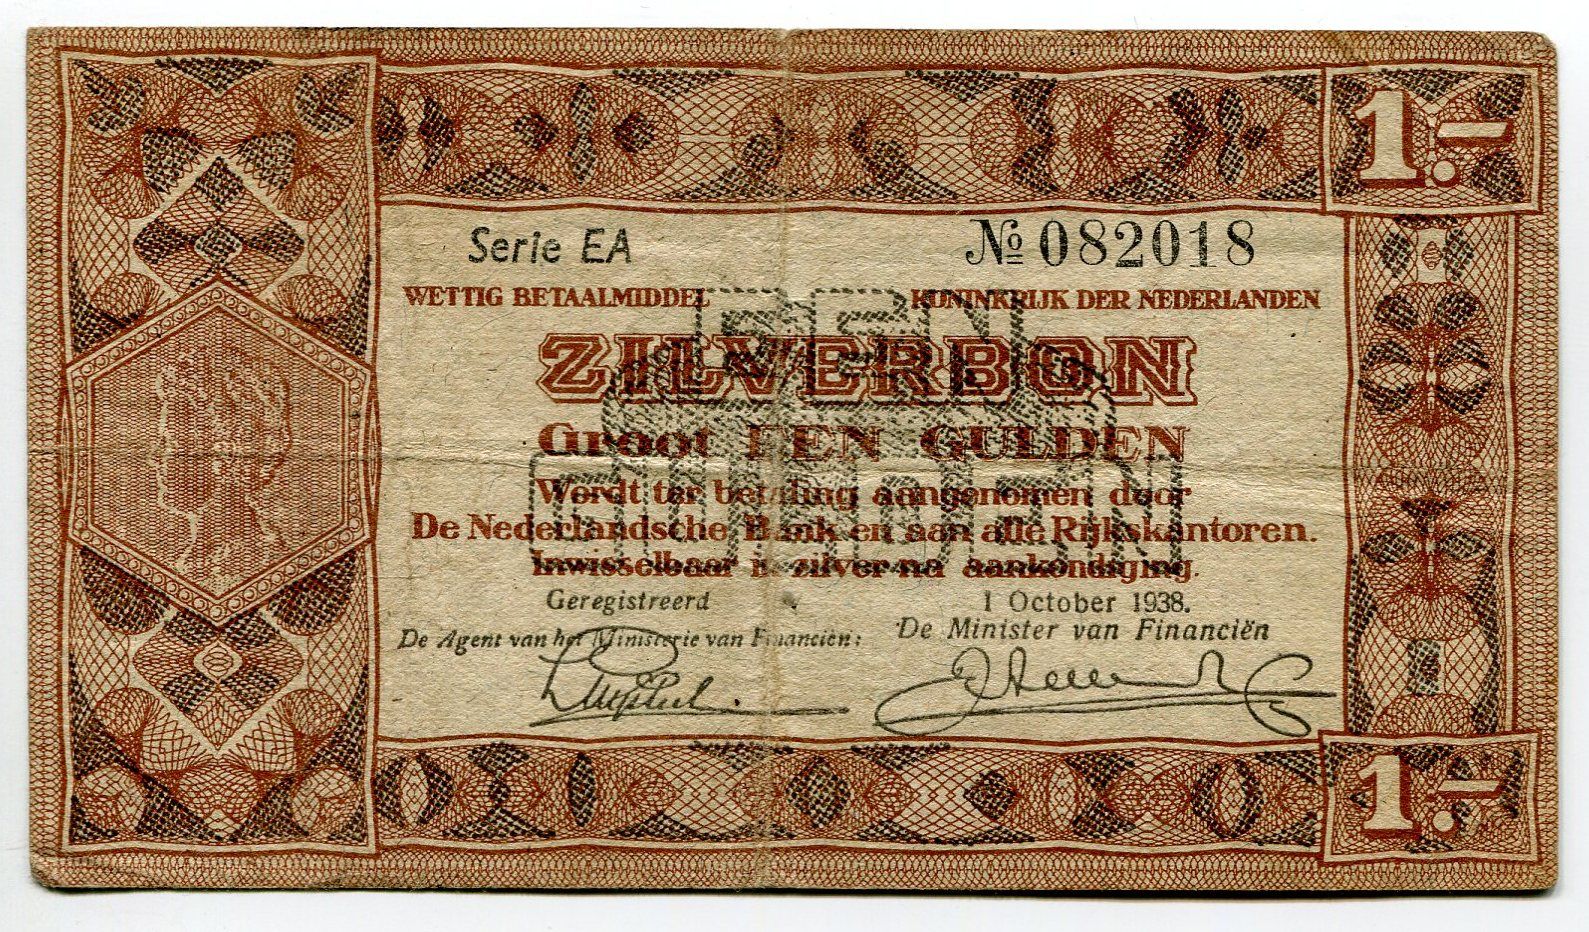 1.—
Serie EA № 082018
WETTIG BETAALMIDDEL KONINKRIJK DER NEDERLANDEN
ZILVERBON
Groot EEN GULDEN
EEN
GULDEN
Wordt ter betaling aangenomen door
De Nederlandsche Bank en aan alle Rijkskantoren.
Inwisselbaar in zilver na aankondiging.
Geregistreerd 1 October 1938.
De Agent van het Ministerie van Financiën: De Minister van Financiën
1.—